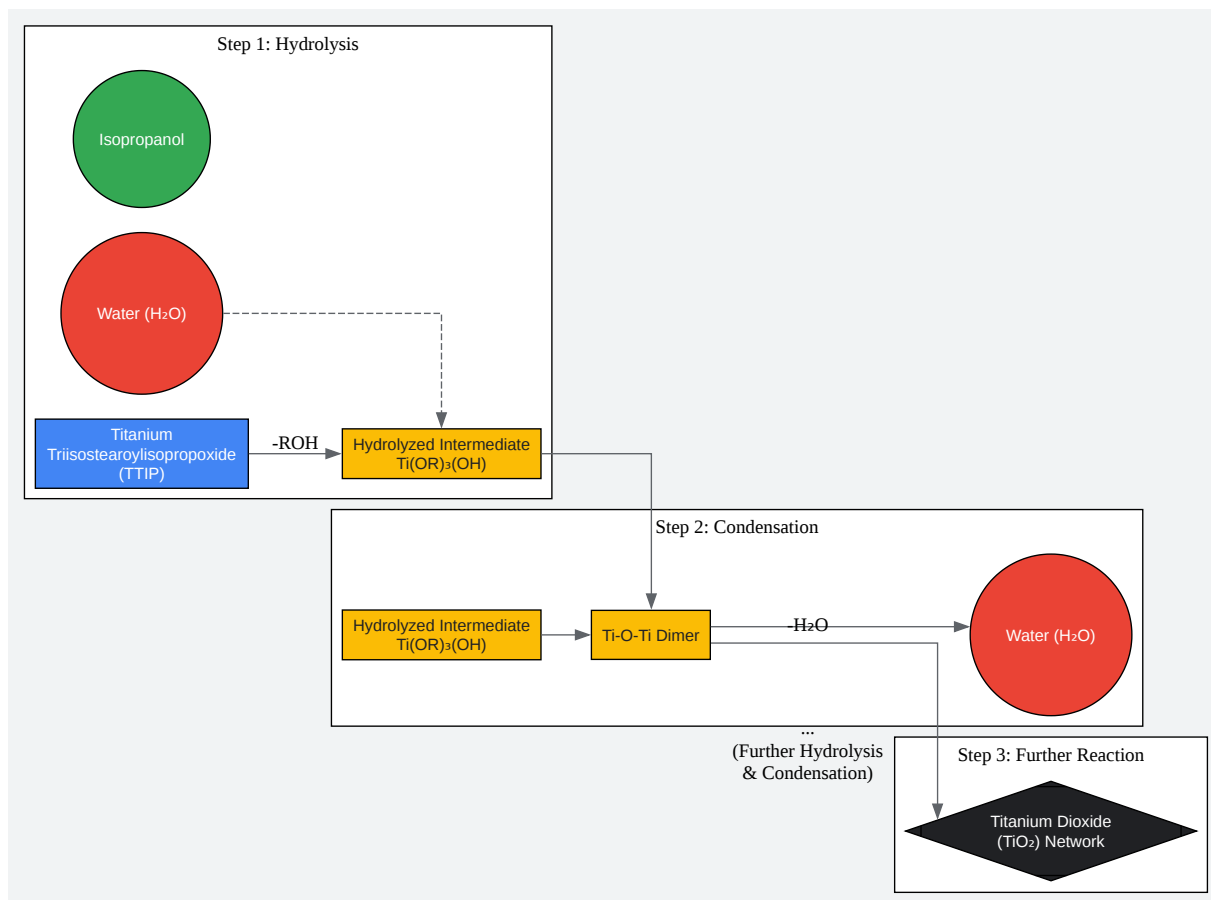 Step 1: Hydrolysis
Isopropanol
Water (H₂O)
Titanium
Triisostearoylisopropoxide
(TTIP)
-ROH
Hydrolyzed Intermediate
Ti(OR)₃(OH)
Step 2: Condensation
Hydrolyzed Intermediate
Ti(OR)₃(OH)
Ti-O-Ti Dimer
-H₂O
Water (H₂O)
...
(Further Hydrolysis
& Condensation)
Step 3: Further Reaction
Titanium Dioxide
(TiO₂) Network